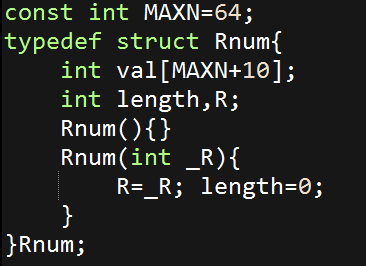 const int MAXN=64;
typedef struct Rnum{
    int val[MAXN+10];
    int length,R;
    Rnum(){}
    Rnum(int _R){
        R=_R; length=0;
    }
}Rnum;